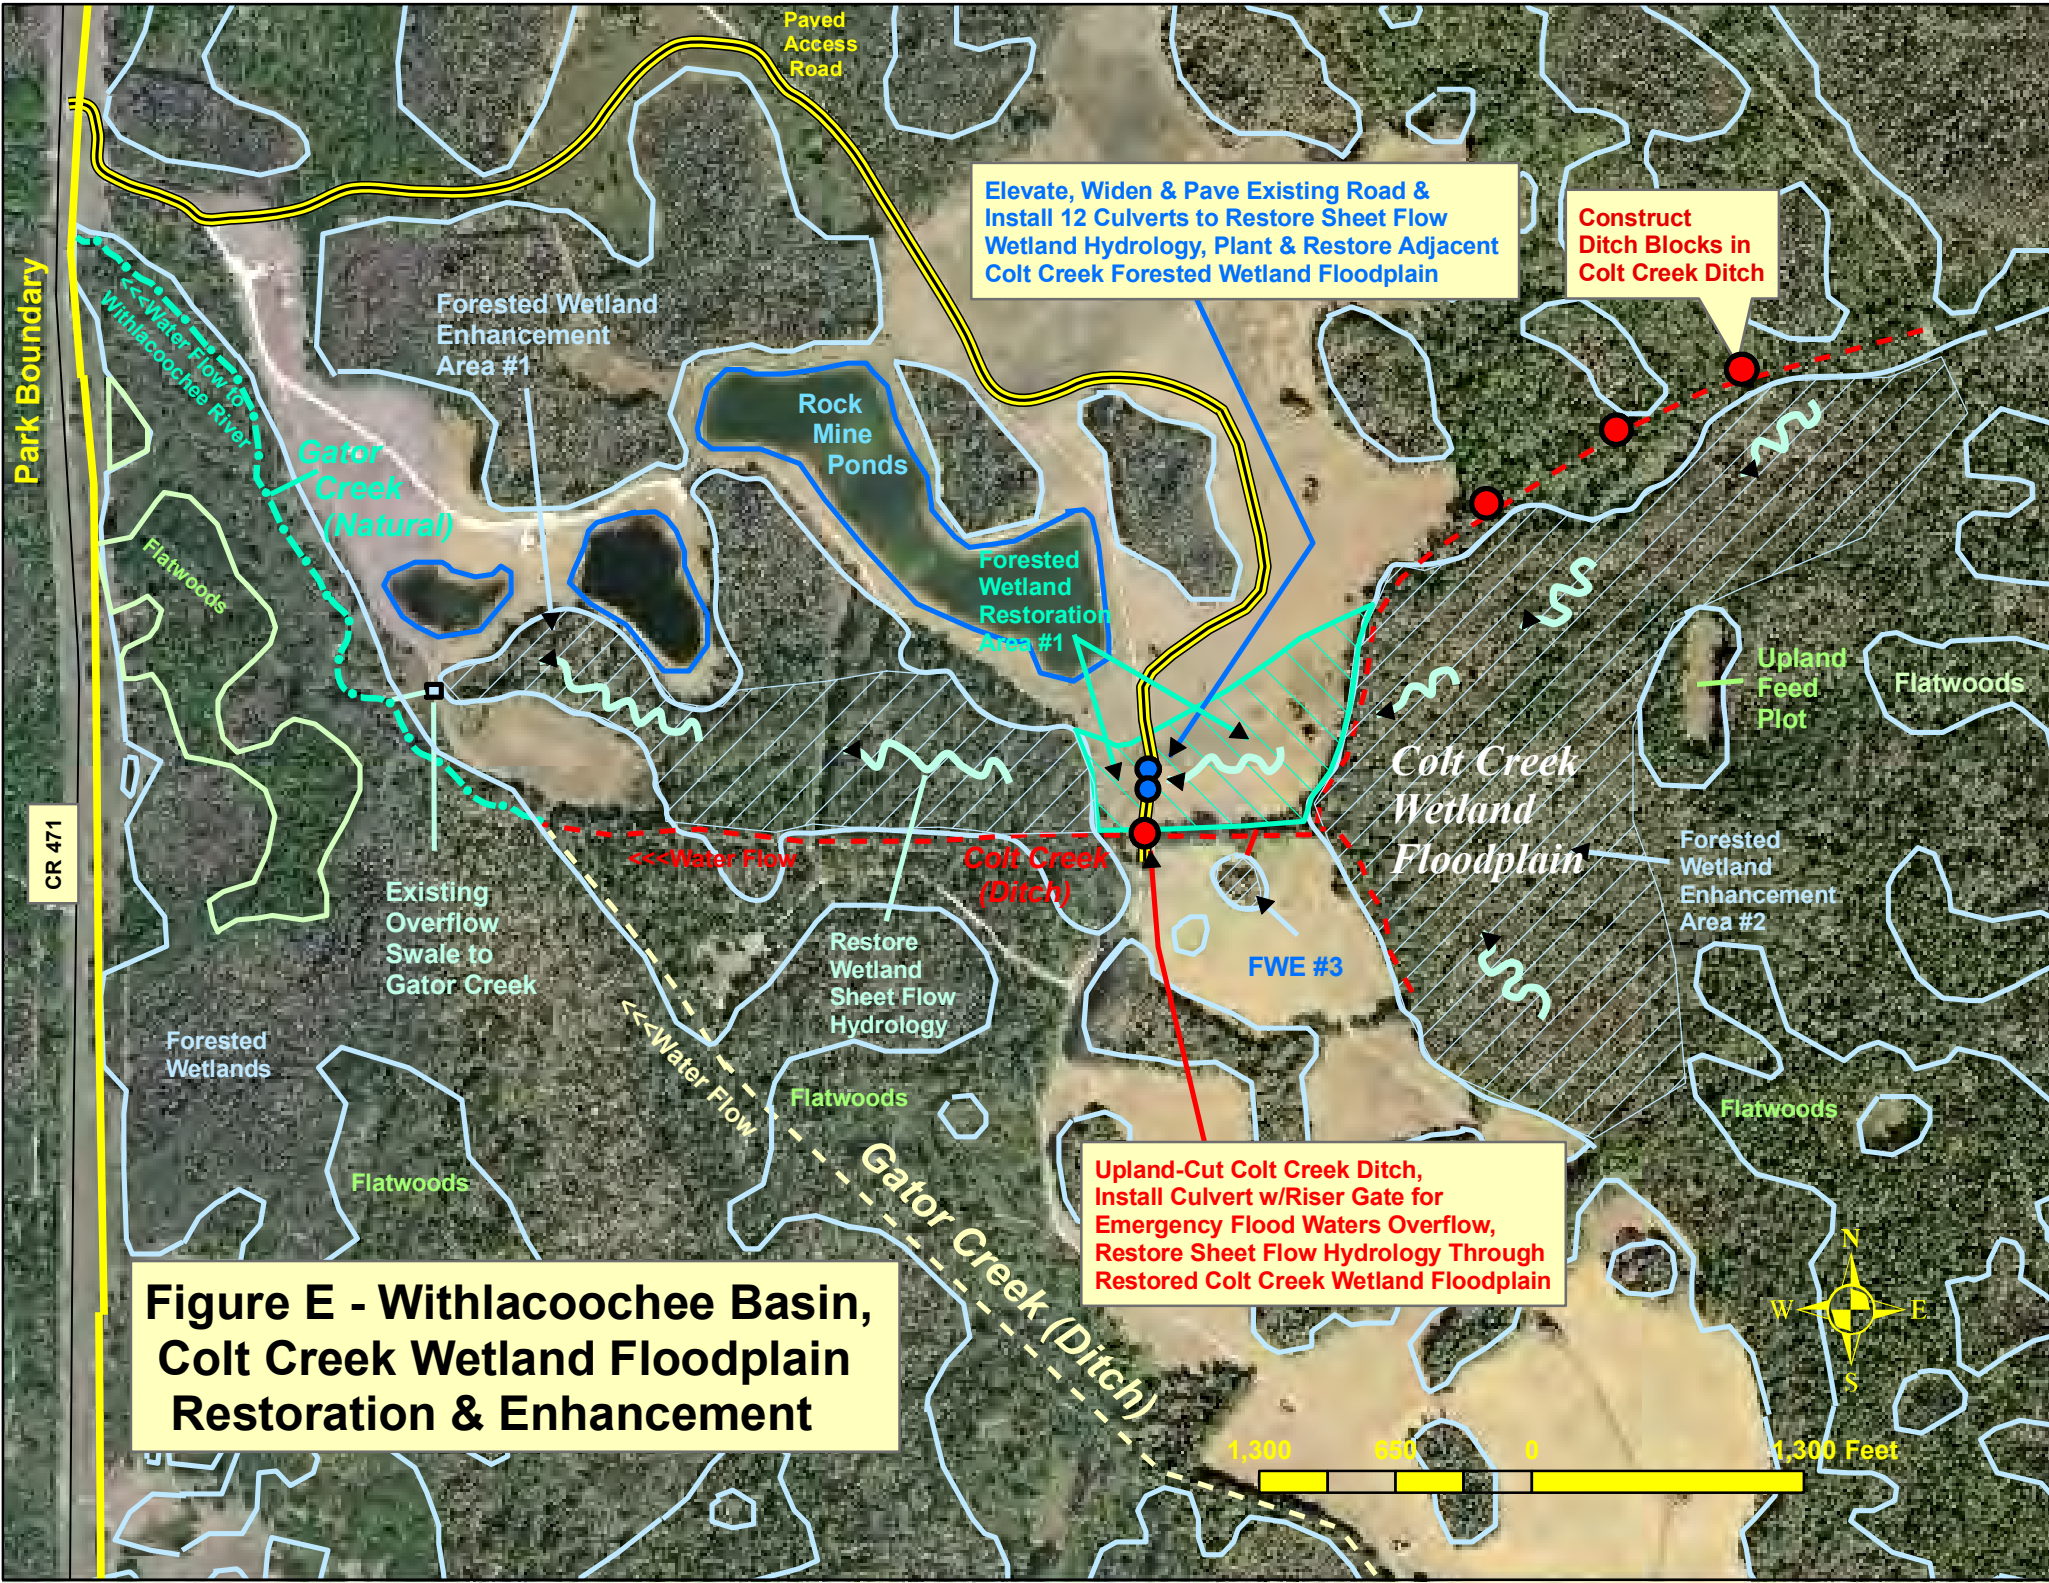 Paved
Access
Road
Elevate, Widen & Pave Existing Road &
Install 12 Culverts to Restore Sheet Flow
Wetland Hydrology, Plant & Restore Adjacent
Colt Creek Forested Wetland Floodplain
Construct
Ditch Blocks in
Colt Creek Ditch
Park Boundary
<<<Water Flow to
Withlacoochee River
Forested Wetland
Enhancement
Area #1
Rock
Mine
Ponds
Gator
Creek
(Natural)
Flatwoods
Forested
Wetland
Restoration
Area #1
Upland
Feed
Plot
Flatwoods
Colt Creek
Wetland
Floodplain
Forested
Wetland
Enhancement
Area #2
CR 471
<<<Water Flow
Colt Creek
(Ditch)
Existing
Overflow
Swale to
Gator Creek
Restore
Wetland
Sheet Flow
Hydrology
FWE #3
Forested
Wetlands
<<<Water Flow
Flatwoods
Flatwoods
Flatwoods
Gator Creek (Ditch)
Upland-Cut Colt Creek Ditch,
Install Culvert w/Riser Gate for
Emergency Flood Waters Overflow,
Restore Sheet Flow Hydrology Through
Restored Colt Creek Wetland Floodplain
N
W
E
S
Figure E - Withlacoochee Basin,
Colt Creek Wetland Floodplain
Restoration & Enhancement
1,300 650 0 1,300 Feet